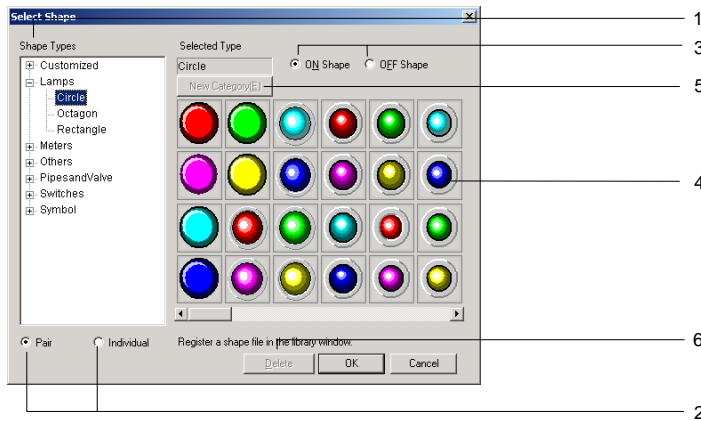 Select Shape
1
Shape Types
Selected Type
3
Customized
Circle
ON Shape
OFF Shape
Lamps
New Category(E)
5
Circle
Octagon
Rectangle
Meters
Others
PipesandValve
4
Switches
Symbol
Pair
Individual
Register a shape file in the library window.
6
Delete
OK
Cancel
2